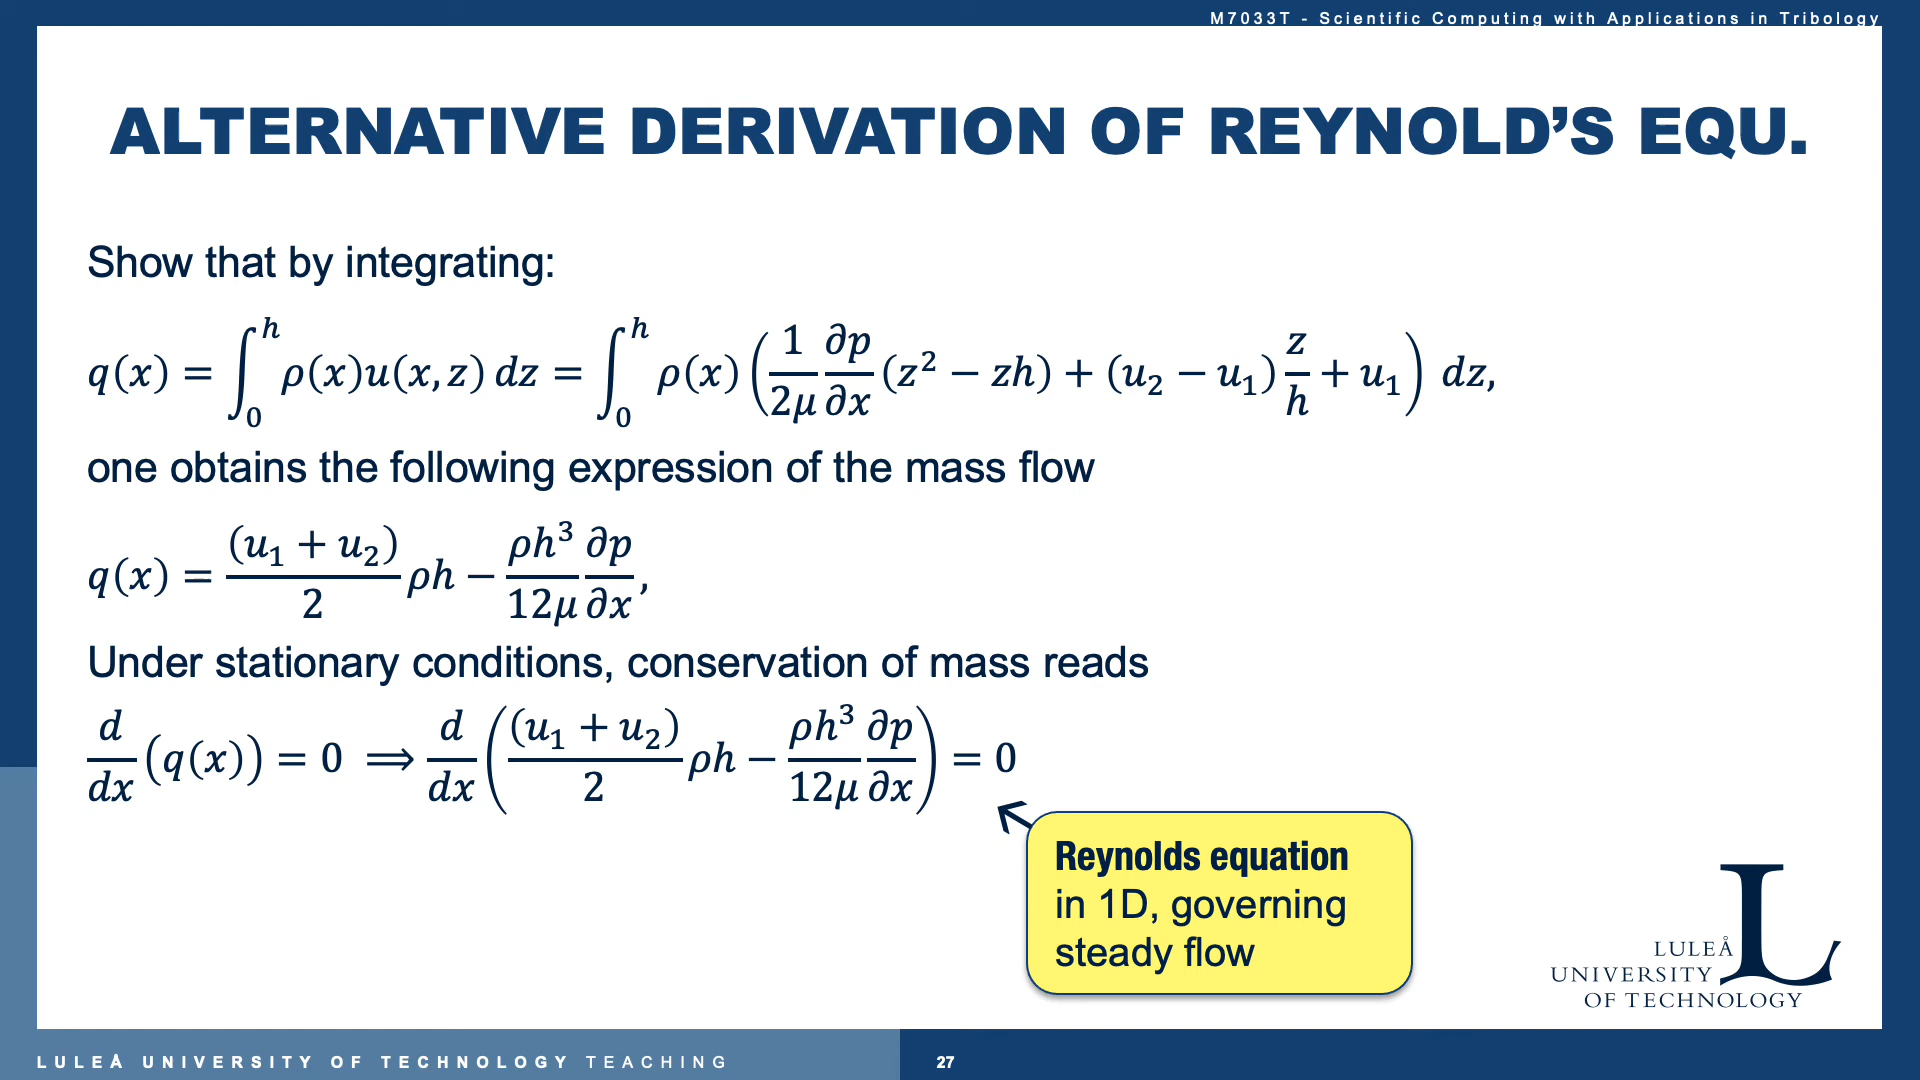 M7033T - Scientific Computing with Applications in Tribology
ALTERNATIVE DERIVATION OF REYNOLD’S EQU.
Show that by integrating:
q(x) = ∫₀ʰ ρ(x)u(x, z) dz = ∫₀ʰ ρ(x) (1/2μ ∂p/∂x (z² − zh) + (u₂ − u₁) z/h + u₁) dz,
one obtains the following expression of the mass flow
q(x) = (u₁ + u₂)/2 ρh − ρh³/12μ ∂p/∂x,
Under stationary conditions, conservation of mass reads
d/dx (q(x)) = 0 ⟹ d/dx ((u₁ + u₂)/2 ρh − ρh³/12μ ∂p/∂x) = 0
Reynolds equation
in 1D, governing
steady flow
LULEÅ
UNIVERSITY
OF TECHNOLOGY
LULEÅ UNIVERSITY OF TECHNOLOGY TEACHING
27